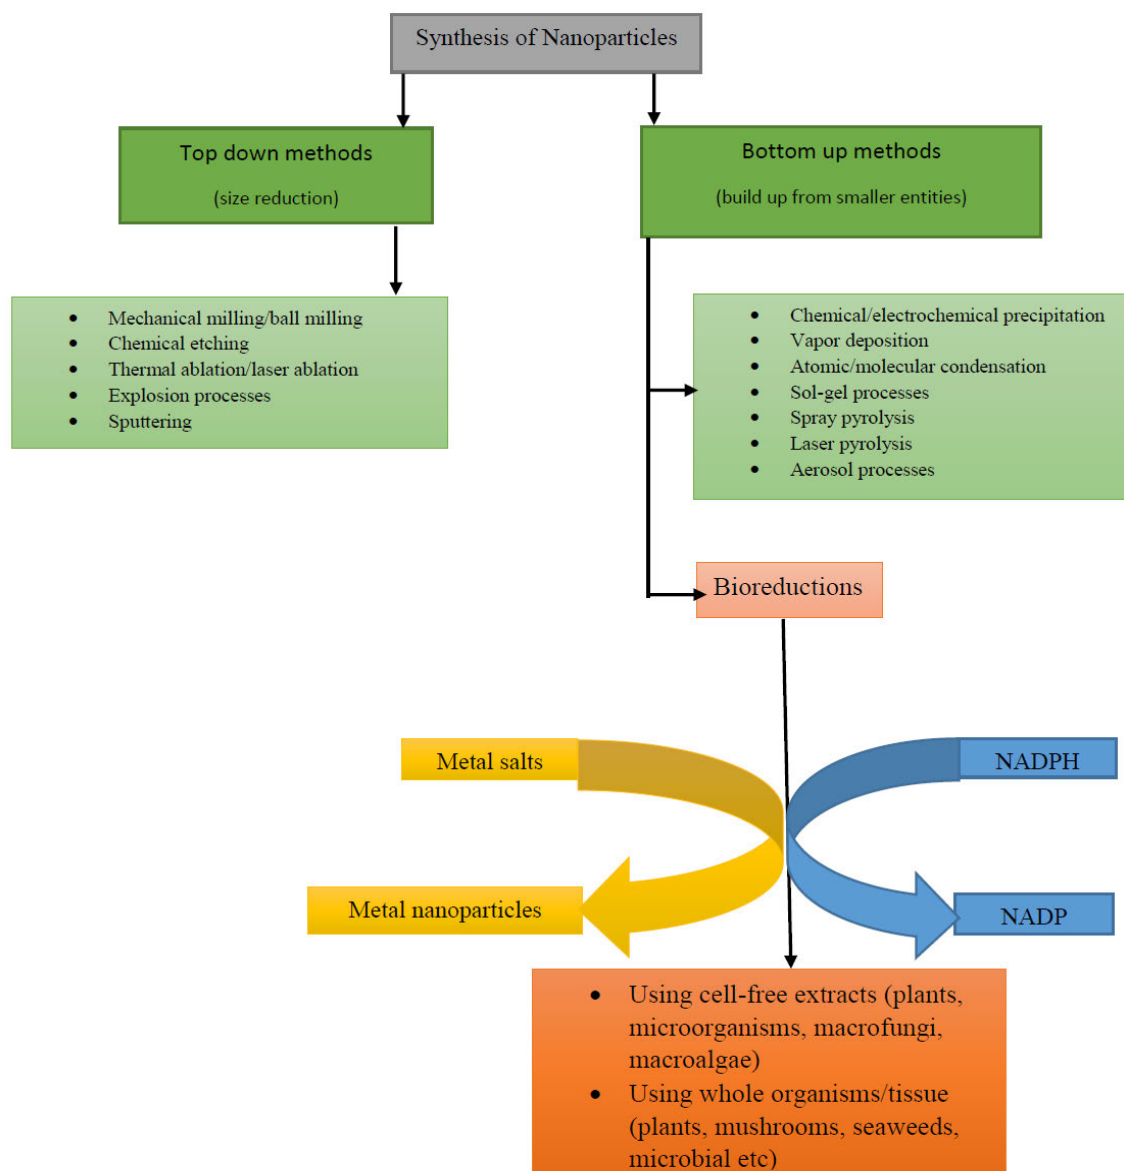 Synthesis of Nanoparticles
Top down methods
(size reduction)
Bottom up methods
(build up from smaller entities)
• Mechanical milling/ball milling
• Chemical etching
• Thermal ablation/laser ablation
• Explosion processes
• Sputtering
• Chemical/electrochemical precipitation
• Vapor deposition
• Atomic/molecular condensation
• Sol-gel processes
• Spray pyrolysis
• Laser pyrolysis
• Aerosol processes
Bioreductions
Metal salts
NADPH
Metal nanoparticles
NADP
• Using cell-free extracts (plants,
microorganisms, macrofungi,
macroalgae)
• Using whole organisms/tissue
(plants, mushrooms, seaweeds,
microbial etc)